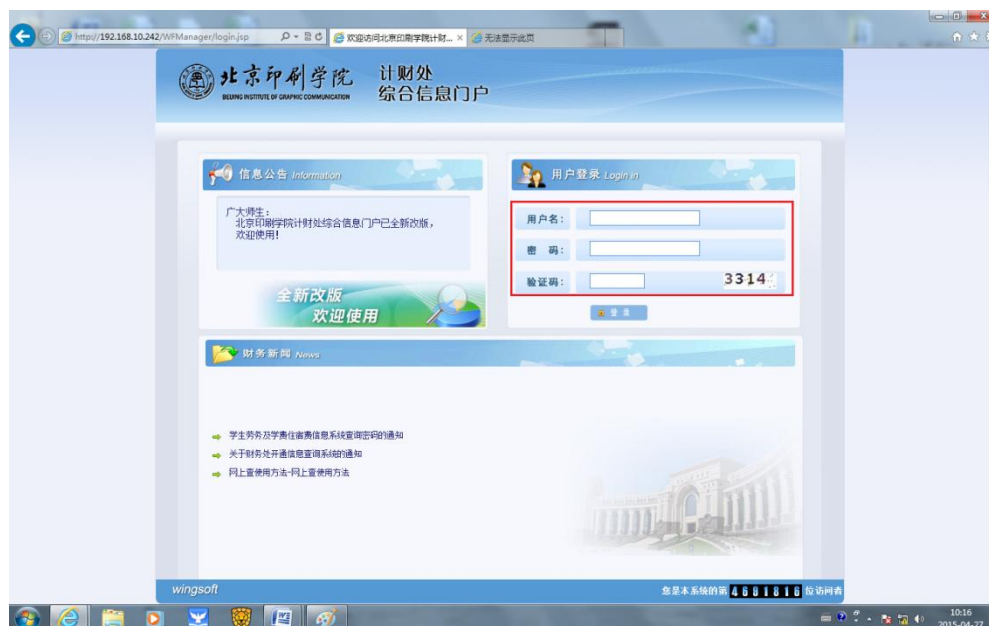 http://192.168.10.242/WFManager/login.jsp
欢迎访问北京印刷学院计财... ×
无法显示此页
北京印刷学院
BEIJING INSTITUTE OF GRAPHIC COMMUNICATION
计财处
综合信息门户
信息公告 Information
广大师生：
北京印刷学院计财处综合信息门户已全新改版，
欢迎使用！
全新改版
欢迎使用
用户登录 Login in
用户名：
密 码：
验证码：
3314
登 录
财务新闻 News
学生劳务及学费住宿费信息系统查询密码的通知
关于财务处开通信息查询系统的通知
网上查使用方法-网上查使用方法
wingsoft
您是本系统的第 4691816 位访问者
10:16
2015-04-27